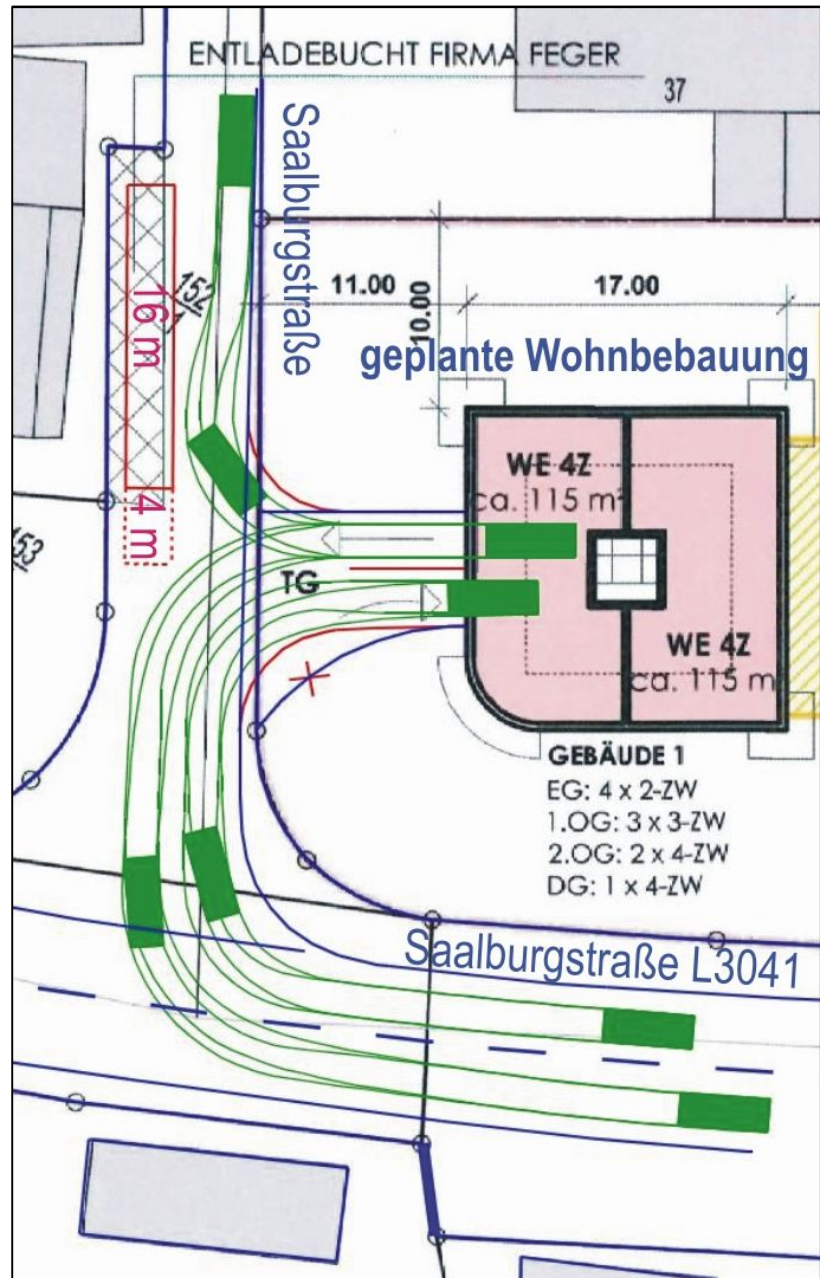 ENTLADEBUCHT FIRMA FEGER
37
Saalburgstraße
152
1
16 m
4 m
153
11.00
10.00
17.00
geplante Wohnbebauung
WE 4Z
ca. 115 m²
TG
WE 4Z
ca. 115 m
GEBÄUDE 1
EG: 4 x 2-ZW
1.OG: 3 x 3-ZW
2.OG: 2 x 4-ZW
DG: 1 x 4-ZW
Saalburgstraße L3041